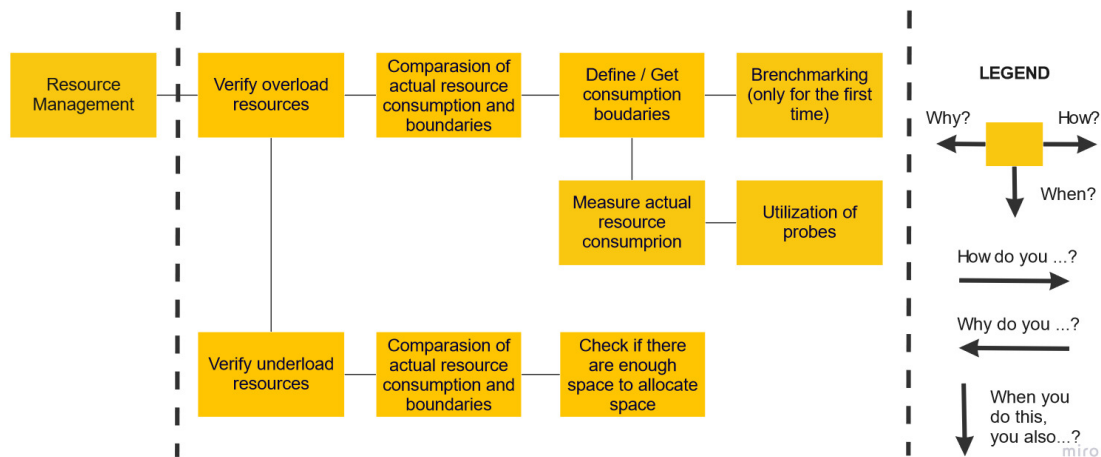 Resource
Management
Verify overload
resources
Comparasion of
actual resource
consumption and
boundaries
Define / Get
consumption
boudaries
Brenchmarking
(only for the first
time)
Measure actual
resource
consumprion
Utilization of
probes
Verify underload
resources
Comparasion of
actual resource
consumption and
boundaries
Check if there
are enough
space to allocate
space
LEGEND
Why?
How?
When?
How do you ...?
Why do you ...?
When you
do this,
you also...?
miro